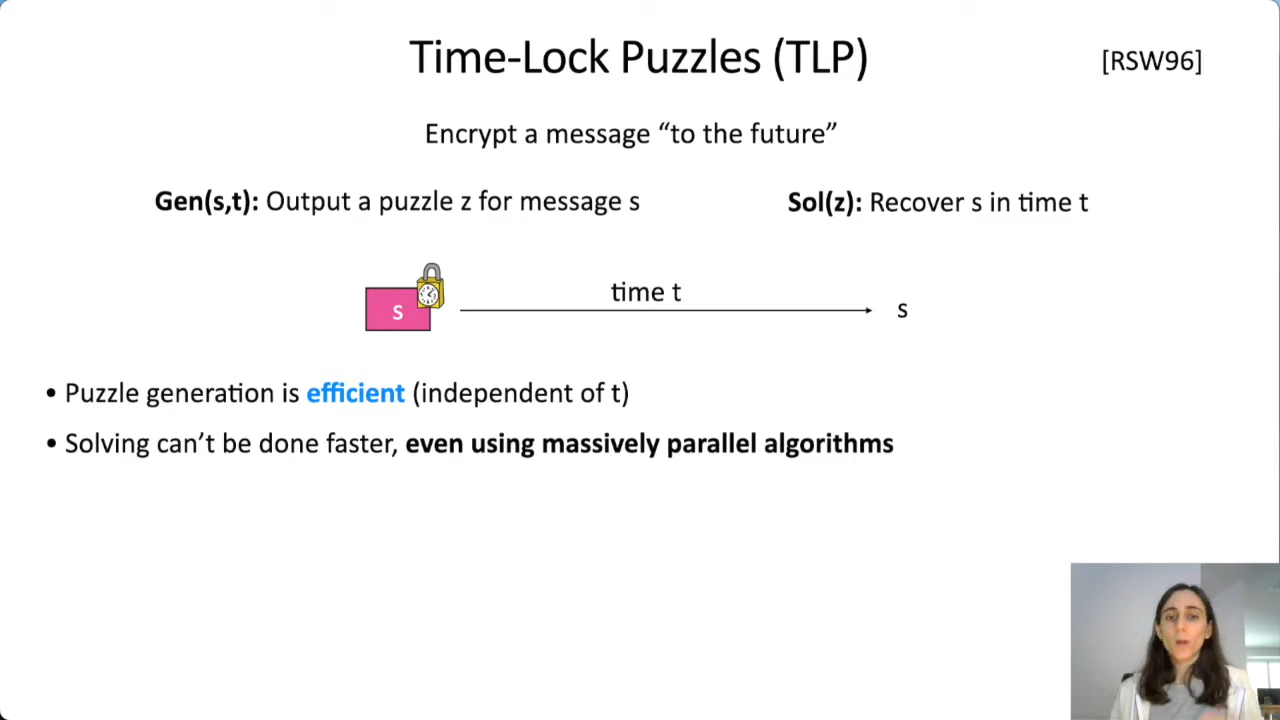 Time-Lock Puzzles (TLP)
[RSW96]
Encrypt a message “to the future”
Gen(s,t): Output a puzzle z for message s
Sol(z): Recover s in time t
s
time t
s
• Puzzle generation is efficient (independent of t)
• Solving can’t be done faster, even using massively parallel algorithms